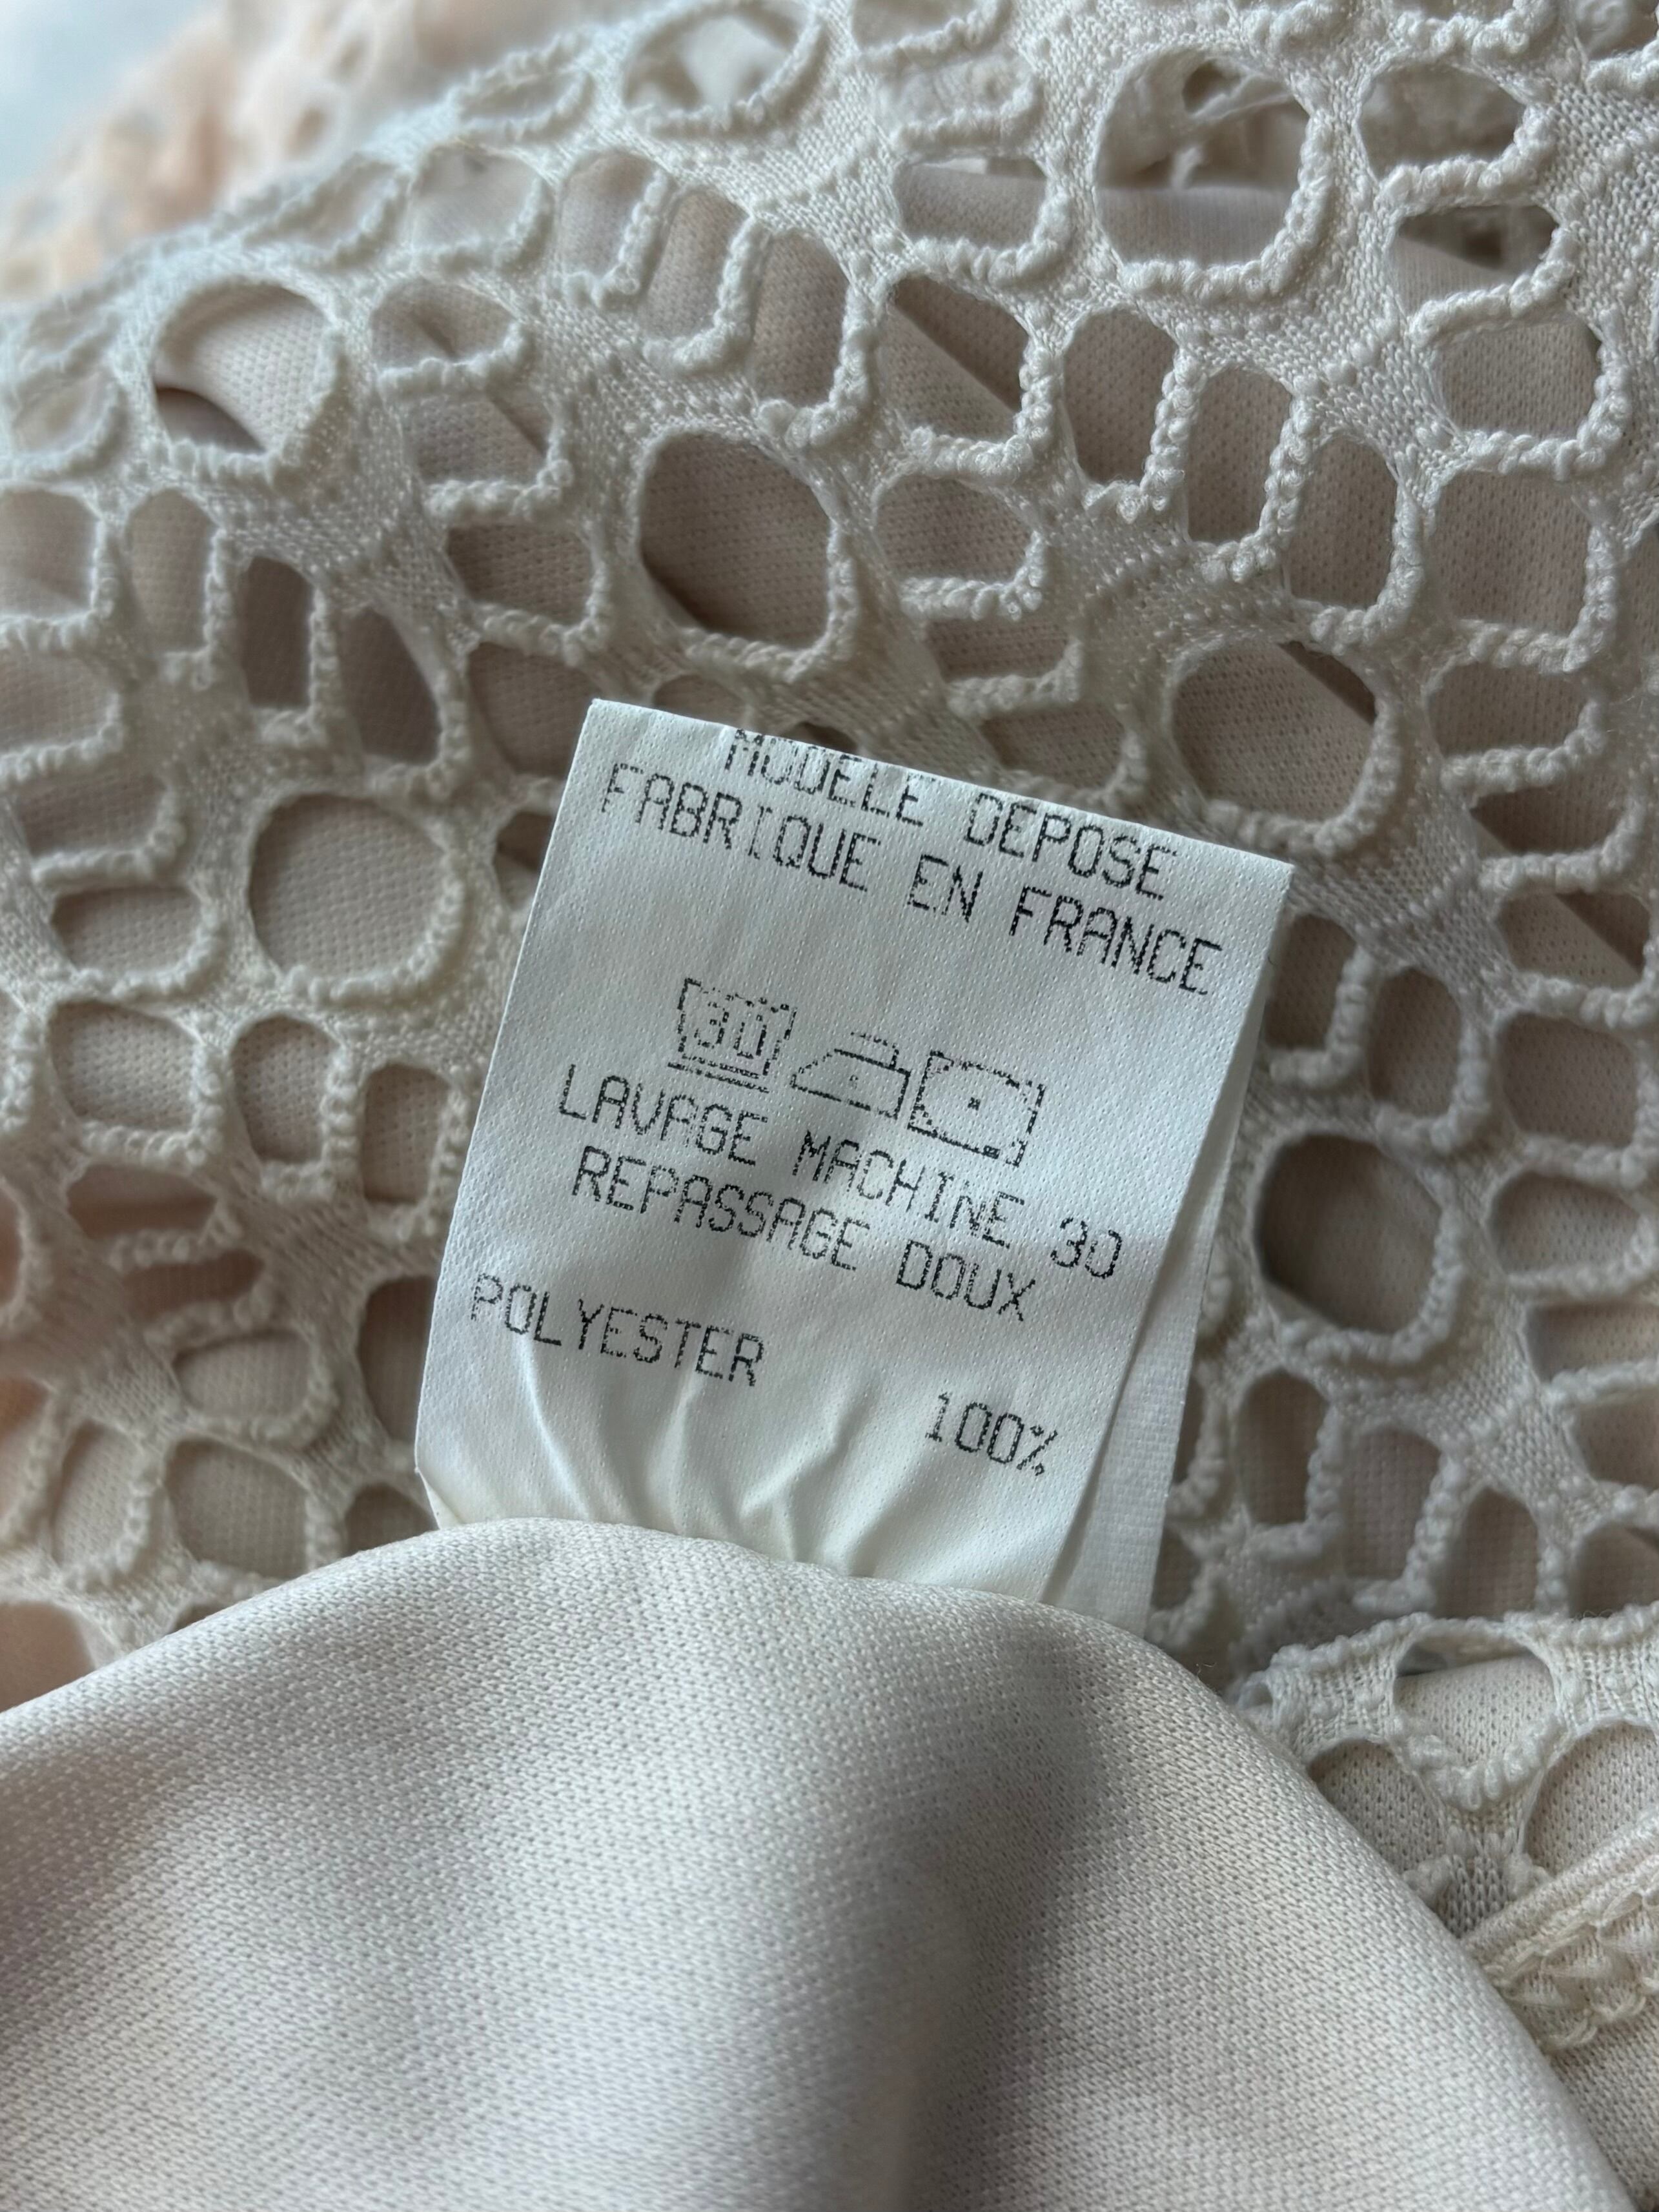 MODELE DEPOSE
FABRIQUE EN FRANCE
30
LAVAGE MACHINE 30
REPASSAGE DOUX
POLYESTER 100%